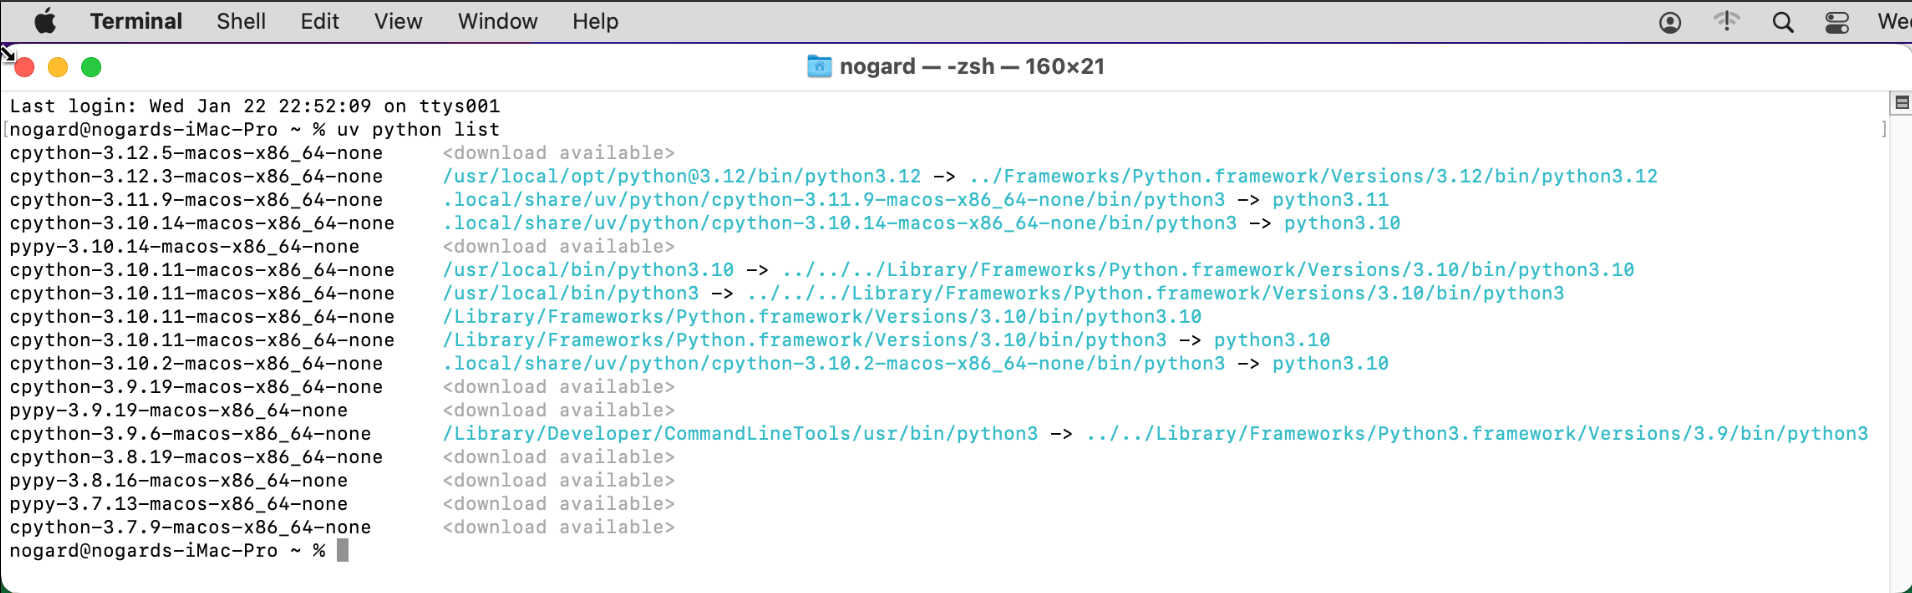 Terminal Shell Edit View Window Help
nogard — -zsh — 160×21
Last login: Wed Jan 22 22:52:09 on ttys001
[nogard@nogards-iMac-Pro ~ % uv python list ]
cpython-3.12.5-macos-x86_64-none <download available>
cpython-3.12.3-macos-x86_64-none /usr/local/opt/python@3.12/bin/python3.12 -> ../Frameworks/Python.framework/Versions/3.12/bin/python3.12
cpython-3.11.9-macos-x86_64-none .local/share/uv/python/cpython-3.11.9-macos-x86_64-none/bin/python3 -> python3.11
cpython-3.10.14-macos-x86_64-none .local/share/uv/python/cpython-3.10.14-macos-x86_64-none/bin/python3 -> python3.10
pypy-3.10.14-macos-x86_64-none <download available>
cpython-3.10.11-macos-x86_64-none /usr/local/bin/python3.10 -> ../../../Library/Frameworks/Python.framework/Versions/3.10/bin/python3.10
cpython-3.10.11-macos-x86_64-none /usr/local/bin/python3 -> ../../../Library/Frameworks/Python.framework/Versions/3.10/bin/python3
cpython-3.10.11-macos-x86_64-none /Library/Frameworks/Python.framework/Versions/3.10/bin/python3.10
cpython-3.10.11-macos-x86_64-none /Library/Frameworks/Python.framework/Versions/3.10/bin/python3 -> python3.10
cpython-3.10.2-macos-x86_64-none .local/share/uv/python/cpython-3.10.2-macos-x86_64-none/bin/python3 -> python3.10
cpython-3.9.19-macos-x86_64-none <download available>
pypy-3.9.19-macos-x86_64-none <download available>
cpython-3.9.6-macos-x86_64-none /Library/Developer/CommandLineTools/usr/bin/python3 -> ../../Library/Frameworks/Python3.framework/Versions/3.9/bin/python3
cpython-3.8.19-macos-x86_64-none <download available>
pypy-3.8.16-macos-x86_64-none <download available>
pypy-3.7.13-macos-x86_64-none <download available>
cpython-3.7.9-macos-x86_64-none <download available>
nogard@nogards-iMac-Pro ~ %